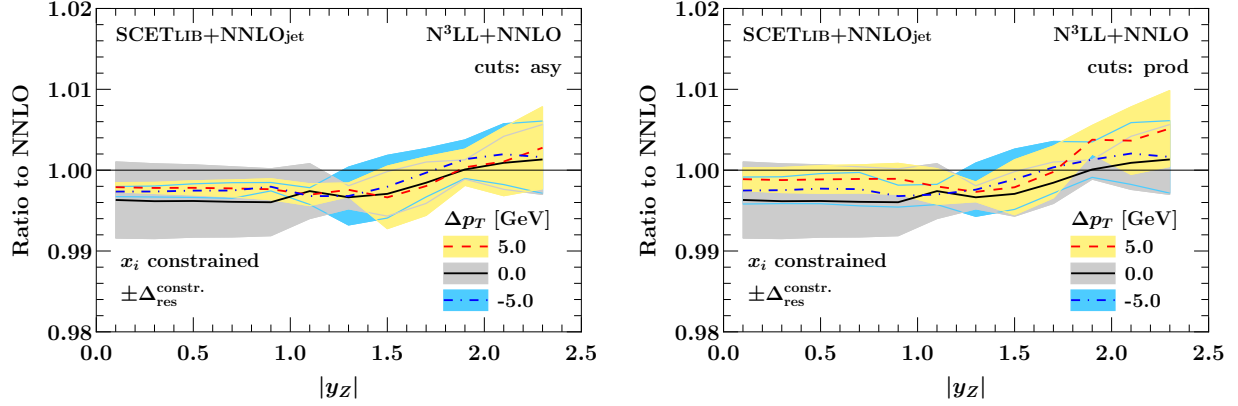 SCETLIB+NNLOjet
N³LL+NNLO
cuts: asy
Ratio to NNLO
1.02
1.01
1.00
0.99
0.98
Δp_T [GeV]
5.0
0.0
-5.0
x_i constrained
±Δ_res^constr.
0.0 0.5 1.0 1.5 2.0 2.5
|y_Z|
SCETLIB+NNLOjet
N³LL+NNLO
cuts: prod
Ratio to NNLO
1.02
1.01
1.00
0.99
0.98
Δp_T [GeV]
5.0
0.0
-5.0
x_i constrained
±Δ_res^constr.
0.0 0.5 1.0 1.5 2.0 2.5
|y_Z|